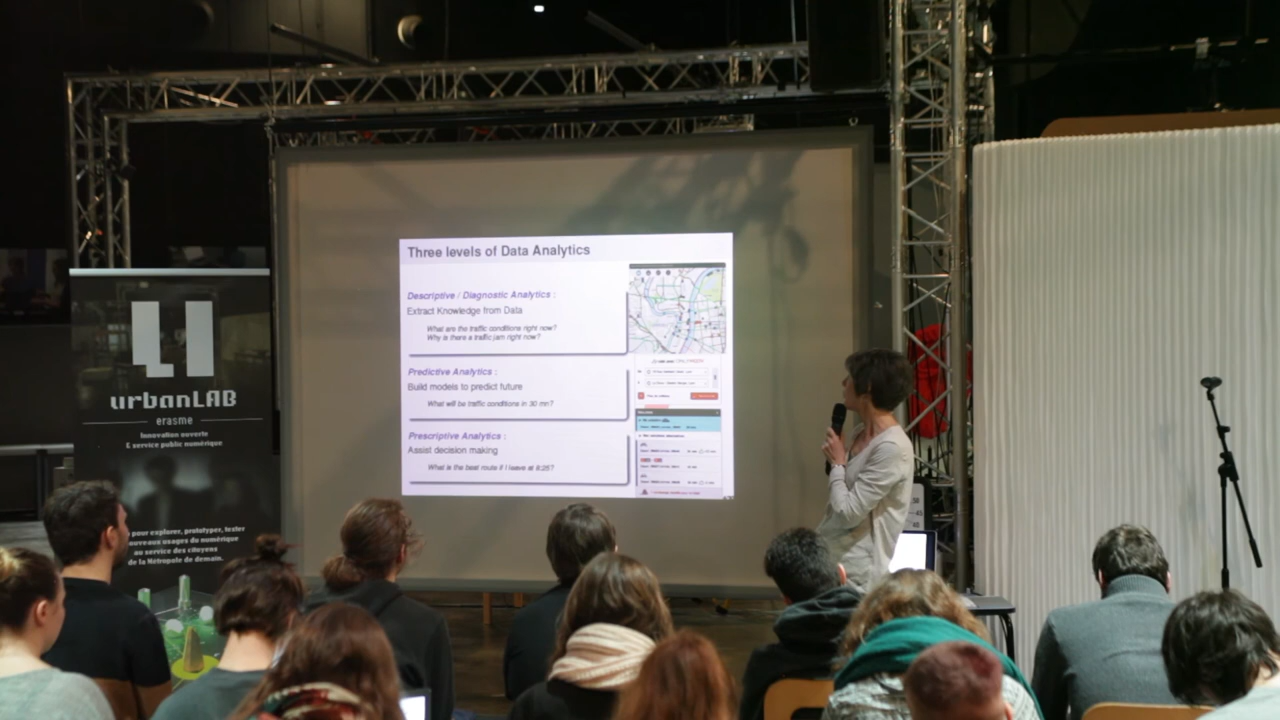 Three levels of Data Analytics
Descriptive / Diagnostic Analytics :
Extract Knowledge from Data
What are the traffic conditions right now?
Why is there a traffic jam right now?
Predictive Analytics :
Build models to predict future
What will be traffic conditions in 30 mn?
Prescriptive Analytics :
Assist decision making
What is the best route if I leave at 8:25?
urbanLAB
erasme
Innovation ouverte
& service public numérique
pour explorer, prototyper, tester
ouveaux usages du numérique
au service des citoyens
de la Métropole de demain.